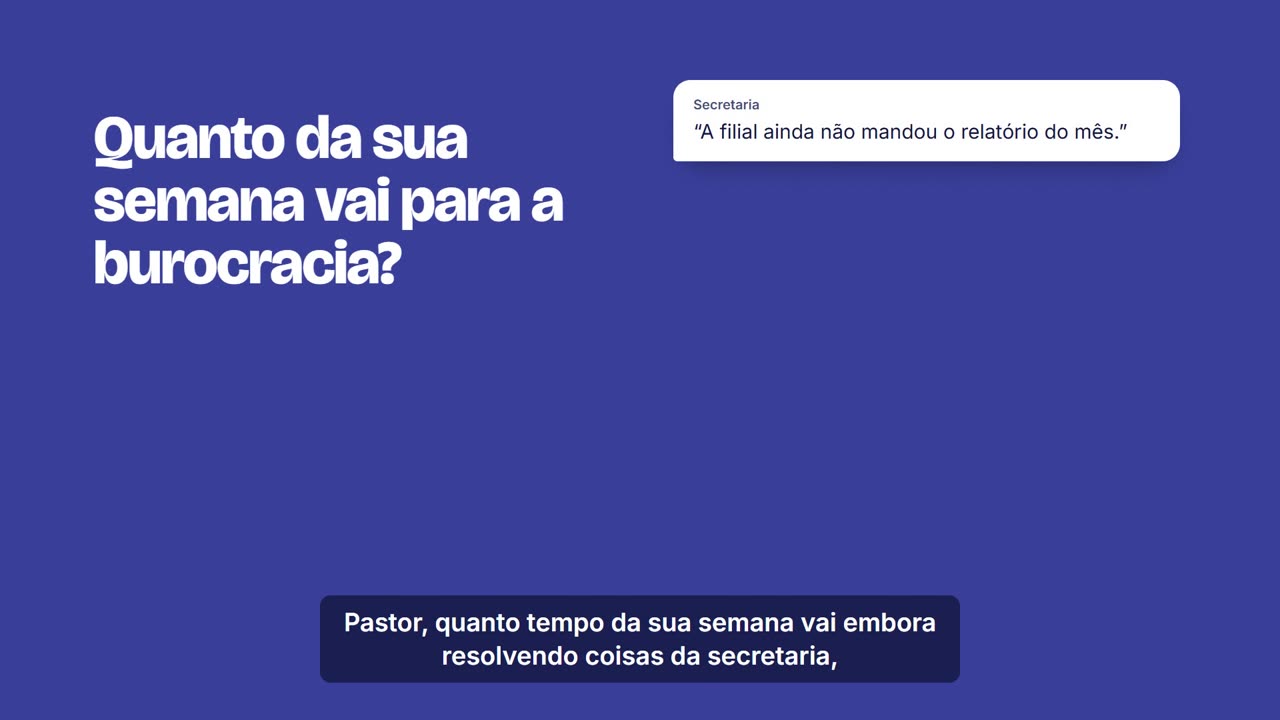 Quanto da sua
semana vai para a
burocracia?
Secretaria
“A filial ainda não mandou o relatório do mês.”
Pastor, quanto tempo da sua semana vai embora
resolvendo coisas da secretaria,